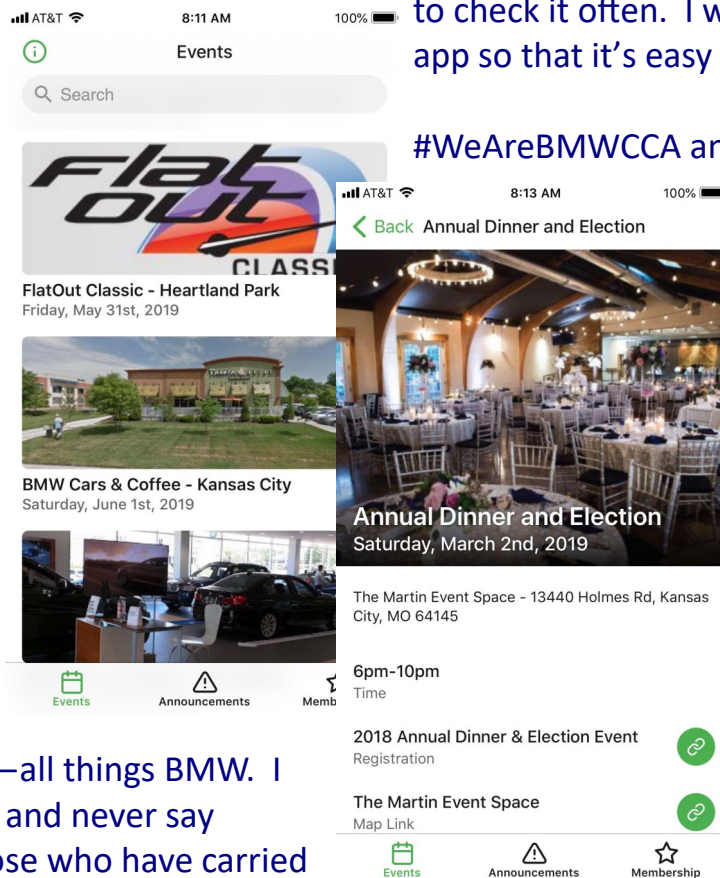 to check it often. I w
app so that it's easy
#WeAreBMWCCA an
AT&T 8:11 AM 100%
Events
Search
Flat
Out
CLASSI
FlatOut Classic - Heartland Park
Friday, May 31st, 2019
Panera Bread
BMW Cars & Coffee - Kansas City
Saturday, June 1st, 2019
Events Announcements Memb
AT&T 8:13 AM 100%
Back Annual Dinner and Election
Annual Dinner and Election
Saturday, March 2nd, 2019
The Martin Event Space - 13440 Holmes Rd, Kansas
City, MO 64145
6pm-10pm
Time
2018 Annual Dinner & Election Event
Registration
The Martin Event Space
Map Link
Events Announcements Membership
–all things BMW. I
and never say
ose who have carried